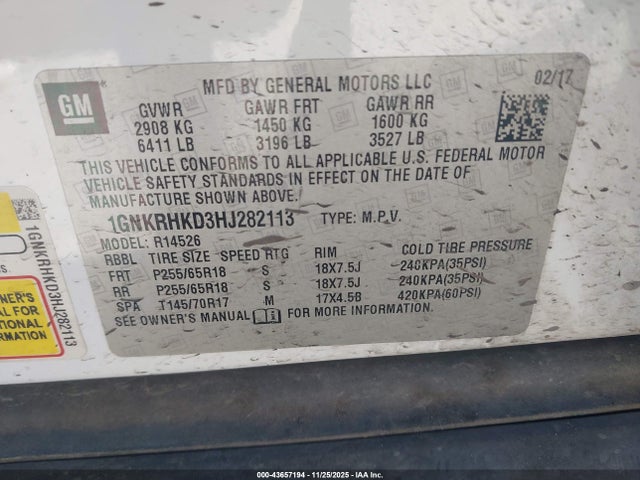 GM
MFD BY GENERAL MOTORS LLC
02/17
GVWR GAWR FRT GAWR RR
2908 KG 1450 KG 1600 KG
6411 LB 3196 LB 3527 LB
THIS VEHICLE CONFORMS TO ALL APPLICABLE U.S. FEDERAL MOTOR
VEHICLE SAFETY STANDARDS IN EFFECT ON THE DATE OF
MANUFACTURE SHOWN ABOVE.
1GNKRHKD3HJ282113 TYPE: M.P.V.
MODEL: R14526
RBBL TIRE SIZE SPEED RTG RIM COLD TIRE PRESSURE
FRT P255/65R18 S 18X7.5J 240KPA(35PSI)
RR P255/65R18 S 18X7.5J 240KPA(35PSI)
SPA T145/70R17 M 17X4.5B 420KPA(60PSI)
SEE OWNER'S MANUAL FOR MORE INFORMATION
1GNKRHKD3HJ282113
OWNER'S
AL FOR
TIONAL
MATION
000-43657194 - 11/25/2025 - IAA Inc.